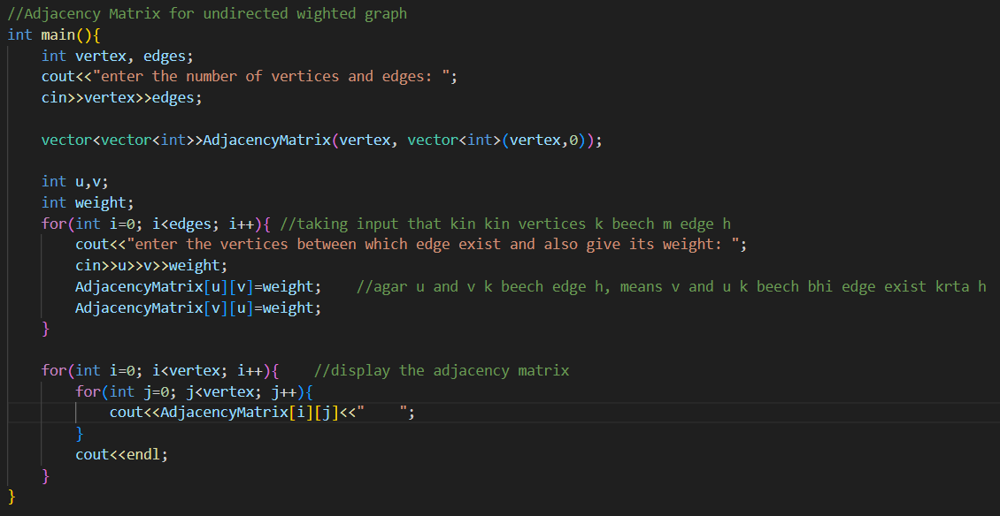 //Adjacency Matrix for undirected wighted graph
int main(){
    int vertex, edges;
    cout<<"enter the number of vertices and edges: ";
    cin>>vertex>>edges;

    vector<vector<int>>AdjacencyMatrix(vertex, vector<int>(vertex,0));

    int u,v;
    int weight;
    for(int i=0; i<edges; i++){ //taking input that kin kin vertices k beech m edge h
        cout<<"enter the vertices between which edge exist and also give its weight: ";
        cin>>u>>v>>weight;
        AdjacencyMatrix[u][v]=weight;    //agar u and v k beech edge h, means v and u k beech bhi edge exist krta h
        AdjacencyMatrix[v][u]=weight;
    }

    for(int i=0; i<vertex; i++){    //display the adjacency matrix
        for(int j=0; j<vertex; j++){
            cout<<AdjacencyMatrix[i][j]<<"    ";
        }
        cout<<endl;
    }
}